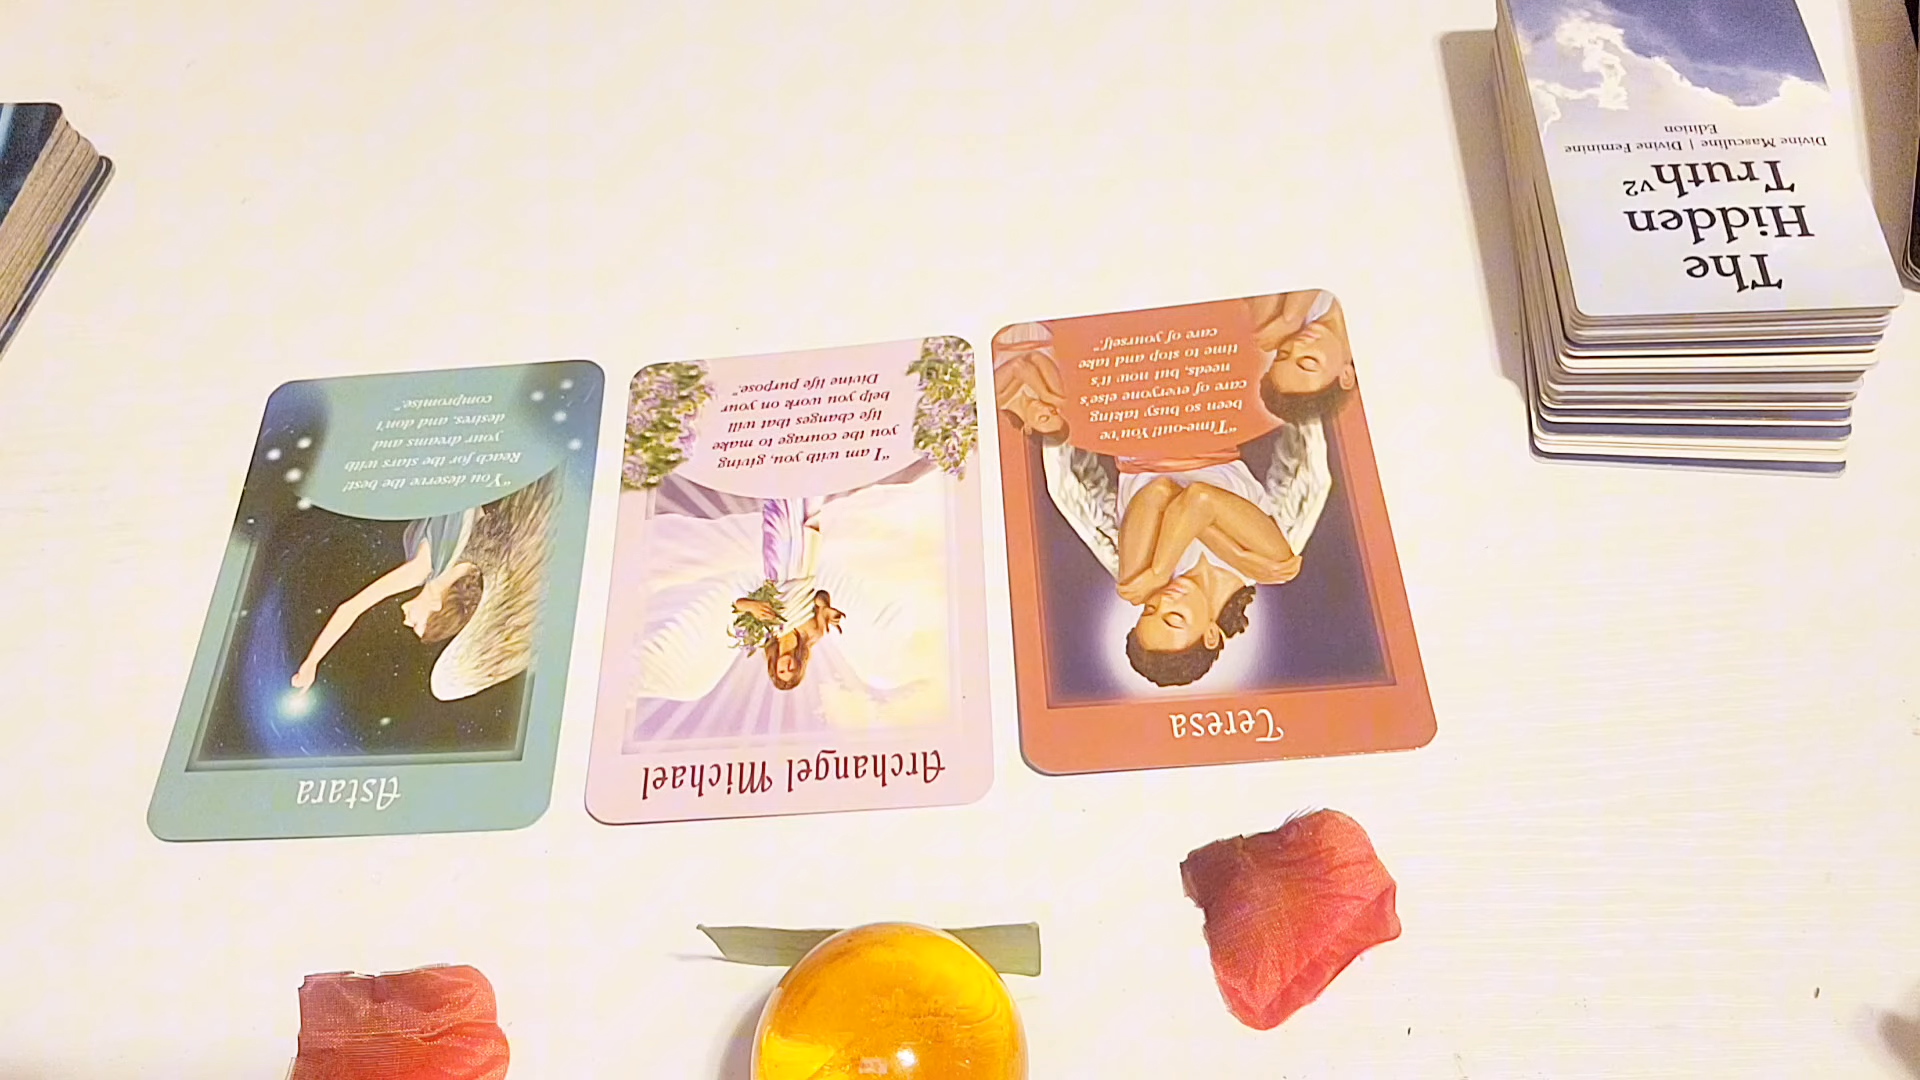 The
Hidden
Truth v2
Divine Masculine | Divine Feminine
Edition
Teresa
"Time-out! You've
been so busy taking
care of everyone else's
needs, but now it's
time to stop and take
care of yourself."
Archangel Michael
"I am with you, giving
you the courage to make
life changes that will
help you work on your
Divine life purpose."
Astara
"You deserve the best!
Reach for the stars with
your dreams and
desires, and don't
compromise."